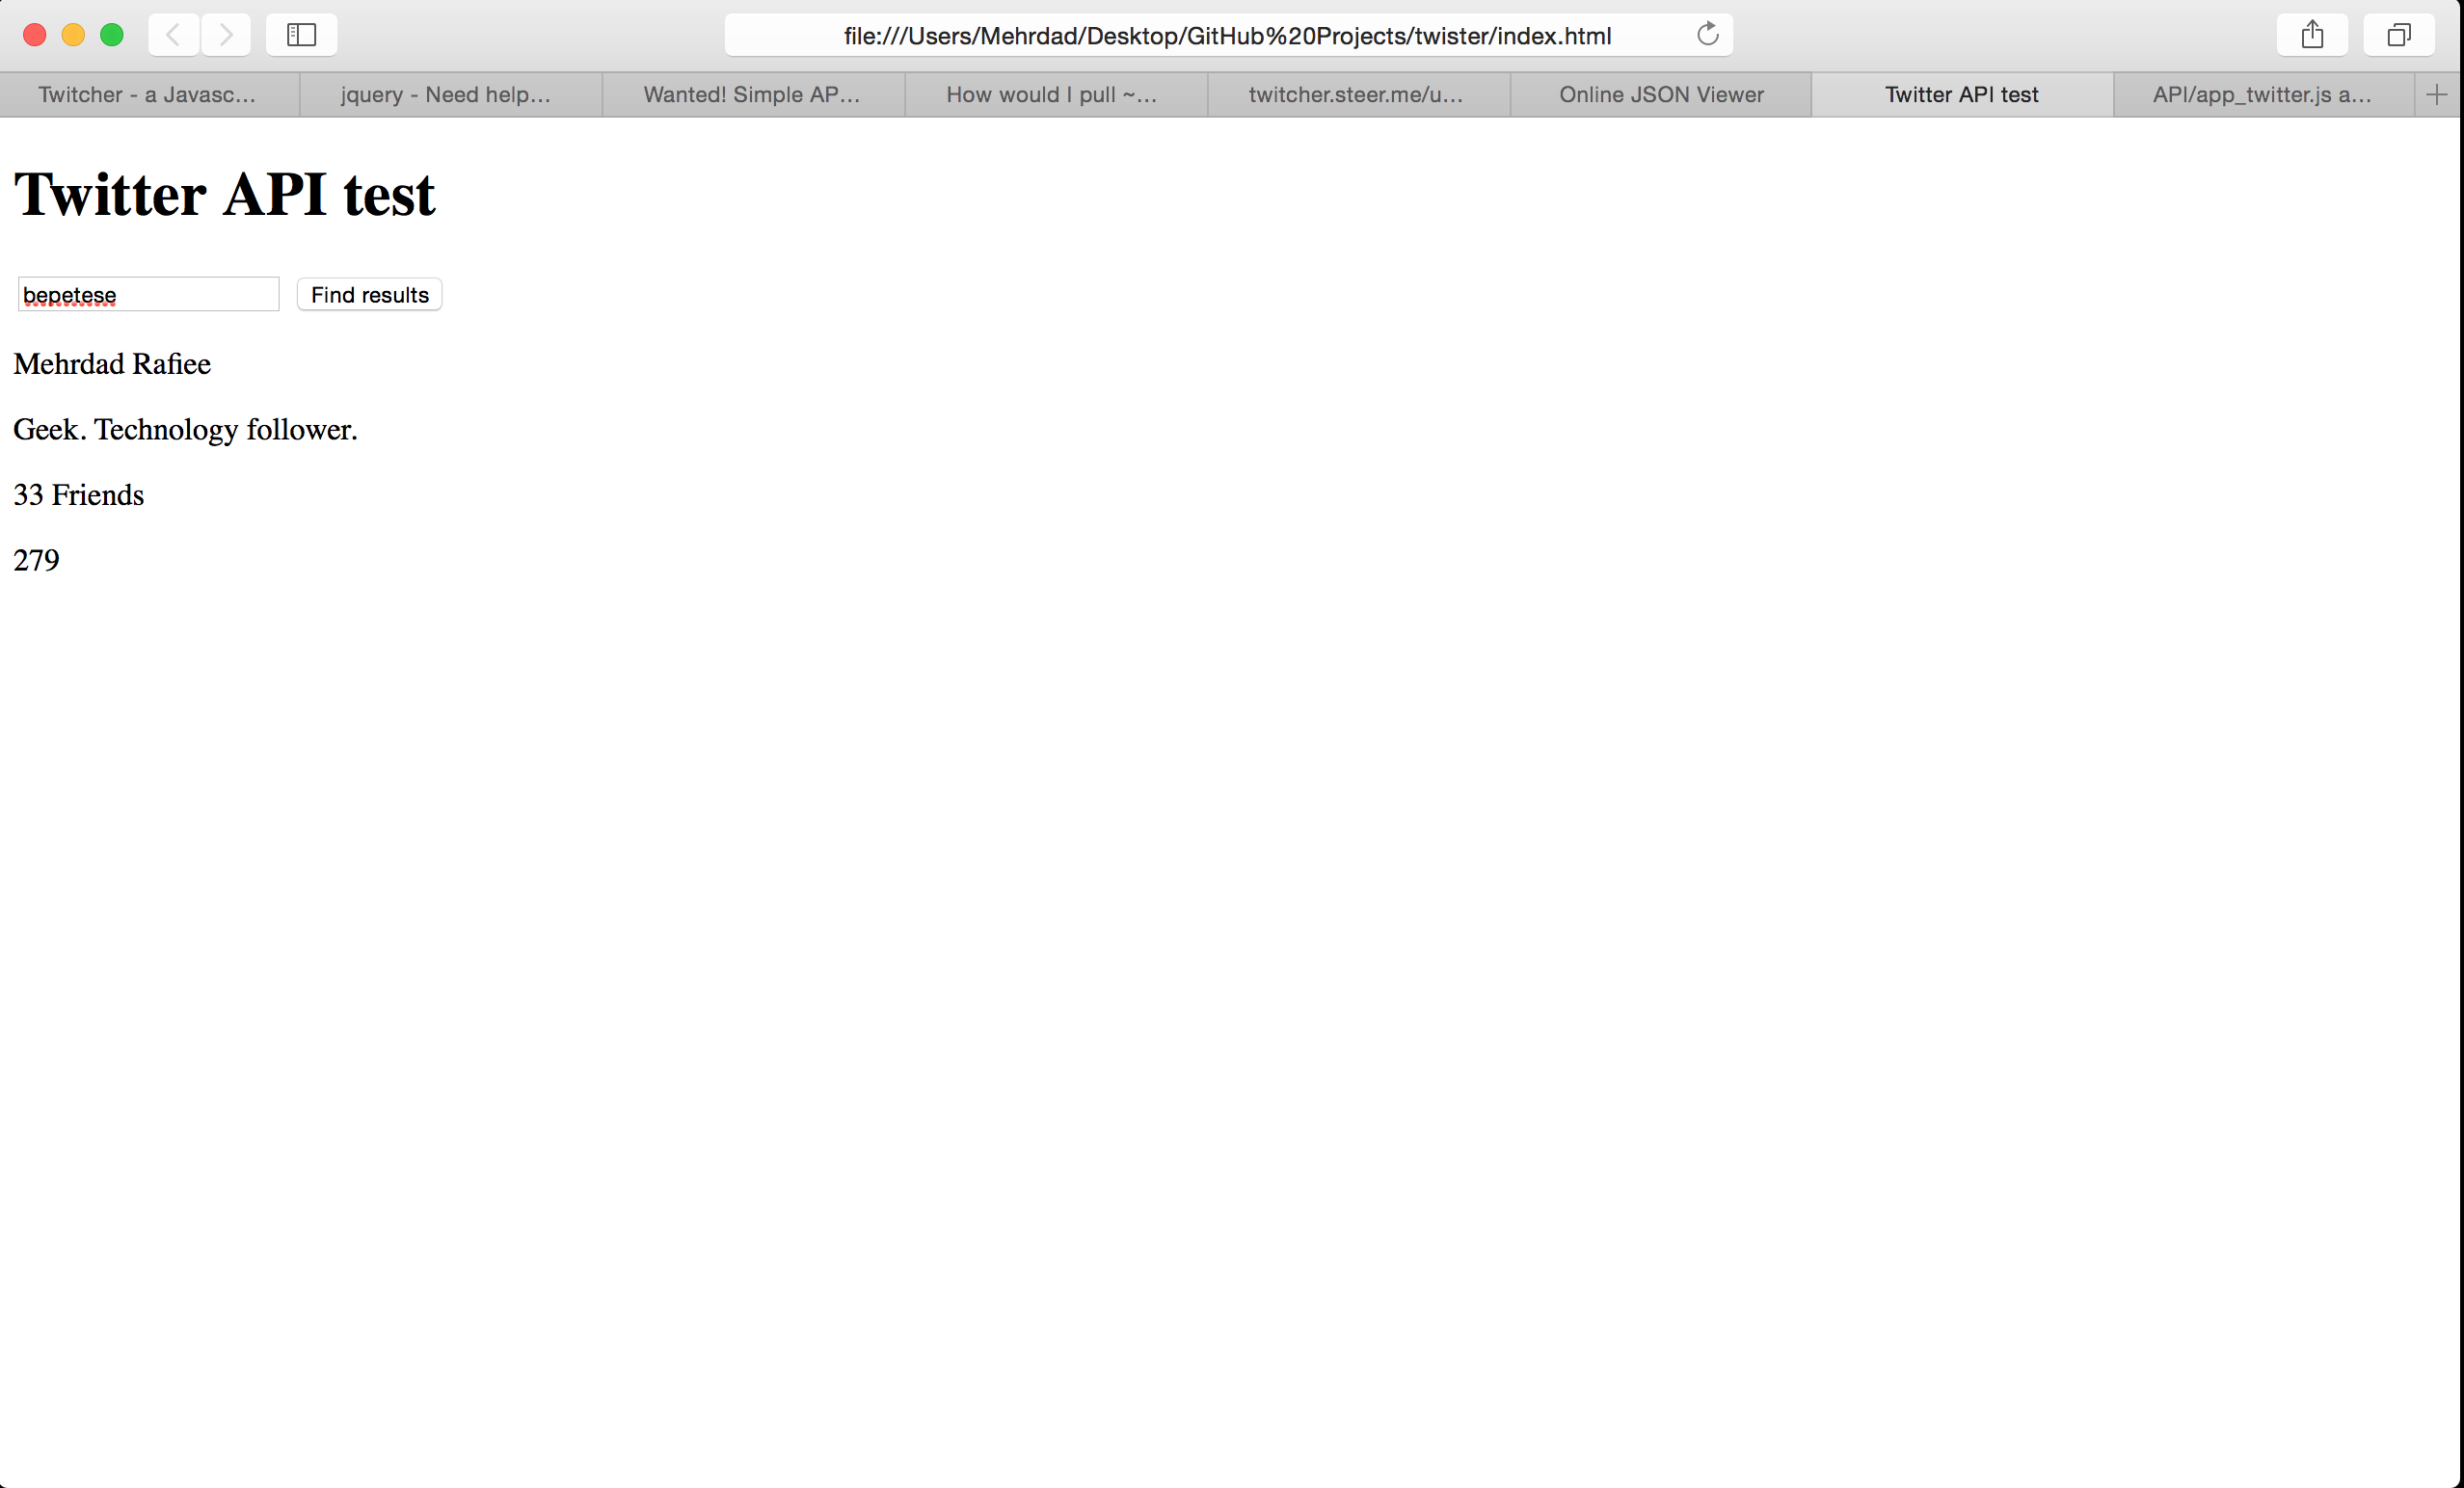 file:///Users/Mehrdad/Desktop/GitHub%20Projects/twister/index.html
Twitcher - a Javasc...
jquery - Need help...
Wanted! Simple AP...
How would I pull ~...
twitcher.steer.me/u...
Online JSON Viewer
Twitter API test
API/app_twitter.js a...
Twitter API test
bepetese
Find results
Mehrdad Rafiee
Geek. Technology follower.
33 Friends
279